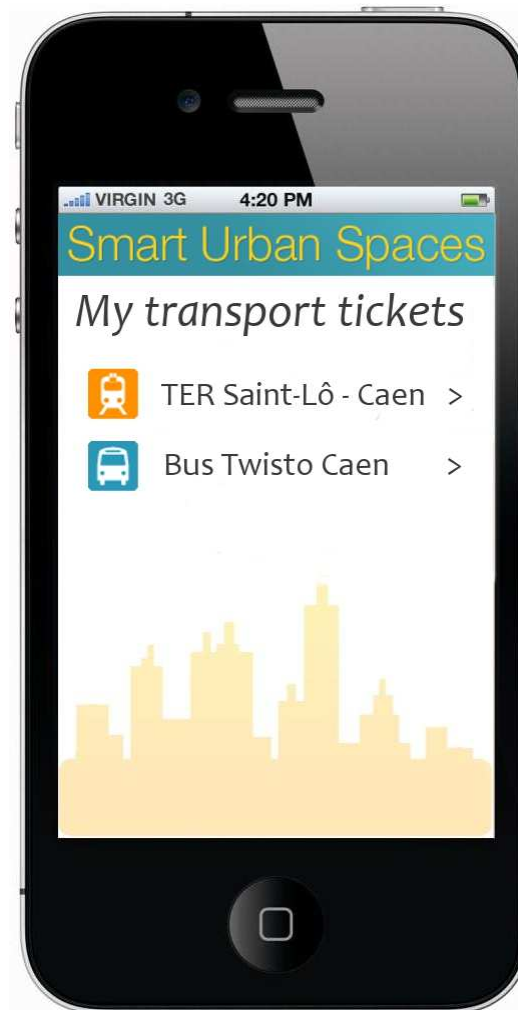 VIRGIN 3G 4:20 PM
Smart Urban Spaces
My transport tickets
TER Saint-Lô - Caen >
Bus Twisto Caen >